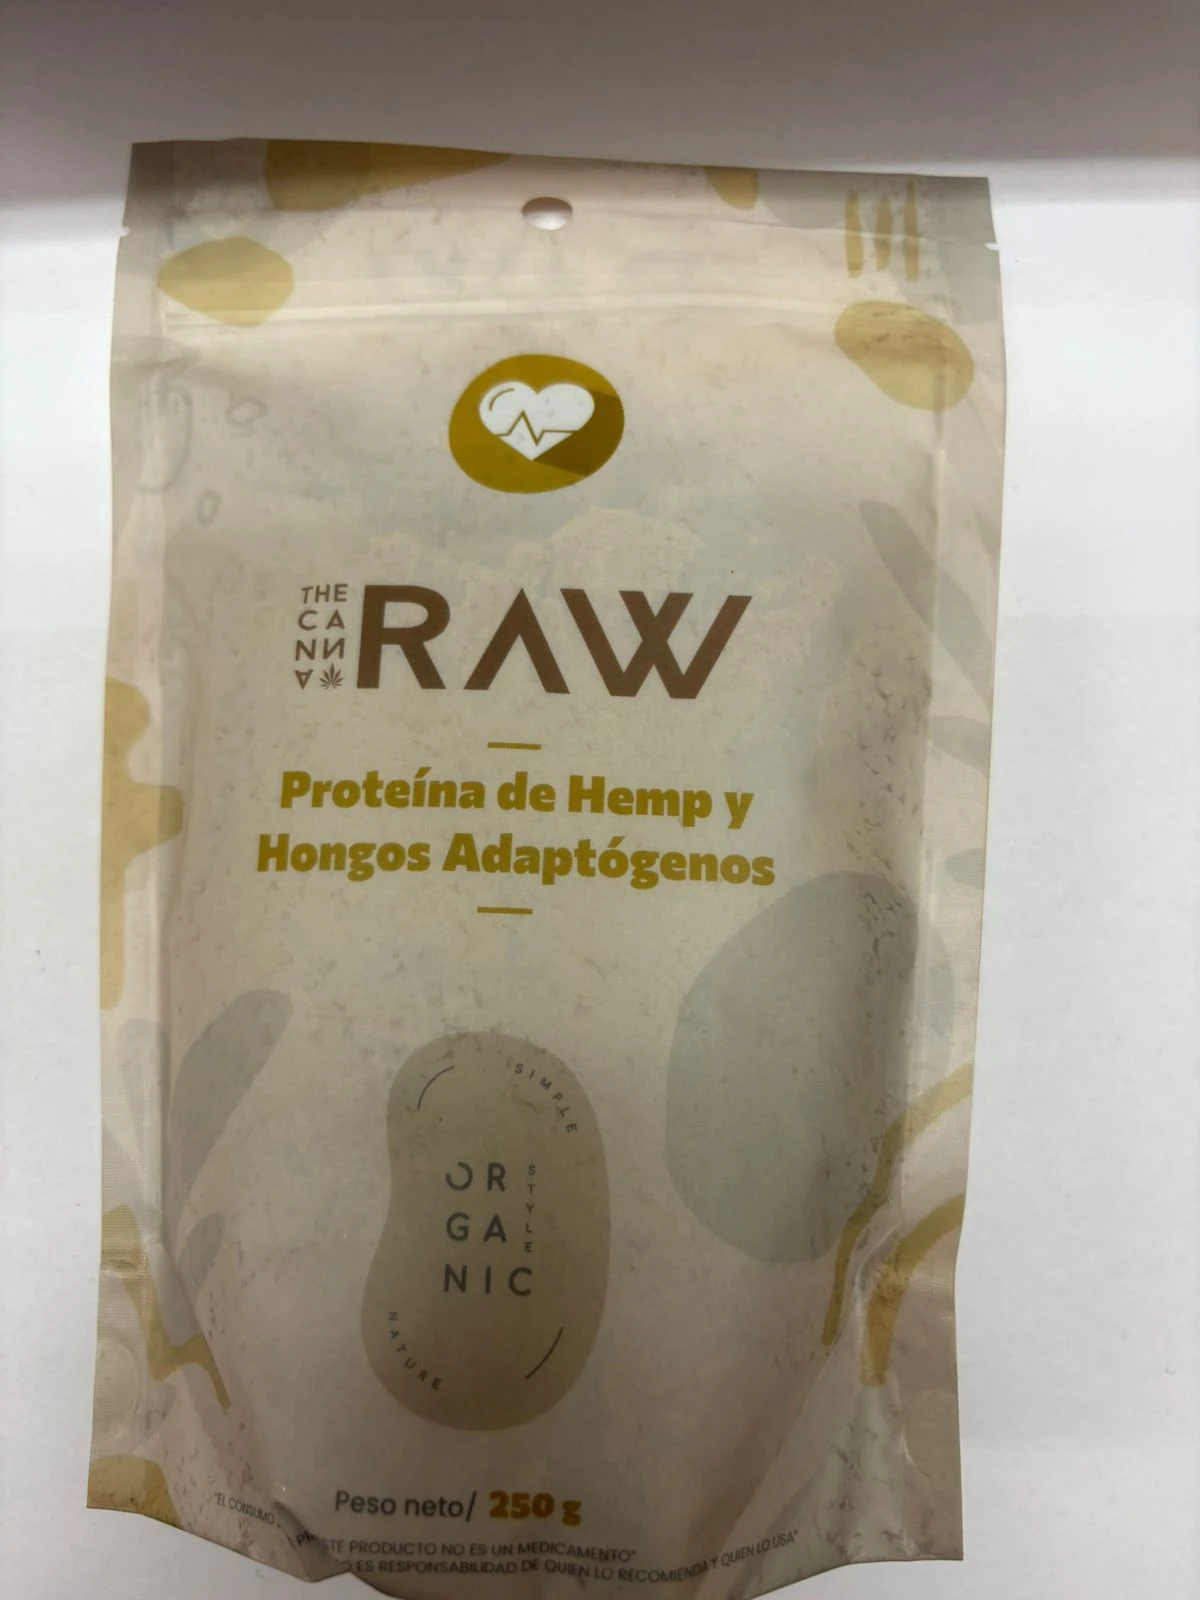 THE
CA
NN
A
RAW
Proteína de Hemp y
Hongos Adaptógenos
SIMPLE
OR
GA
NIC
STYLE
NATURE
Peso neto/ 250 g
"EL CONSUMO
TE PRODUCTO NO ES UN MEDICAMENTO"
O ES RESPONSABILIDAD DE QUIEN LO RECOMIENDA Y QUIEN LO USA"